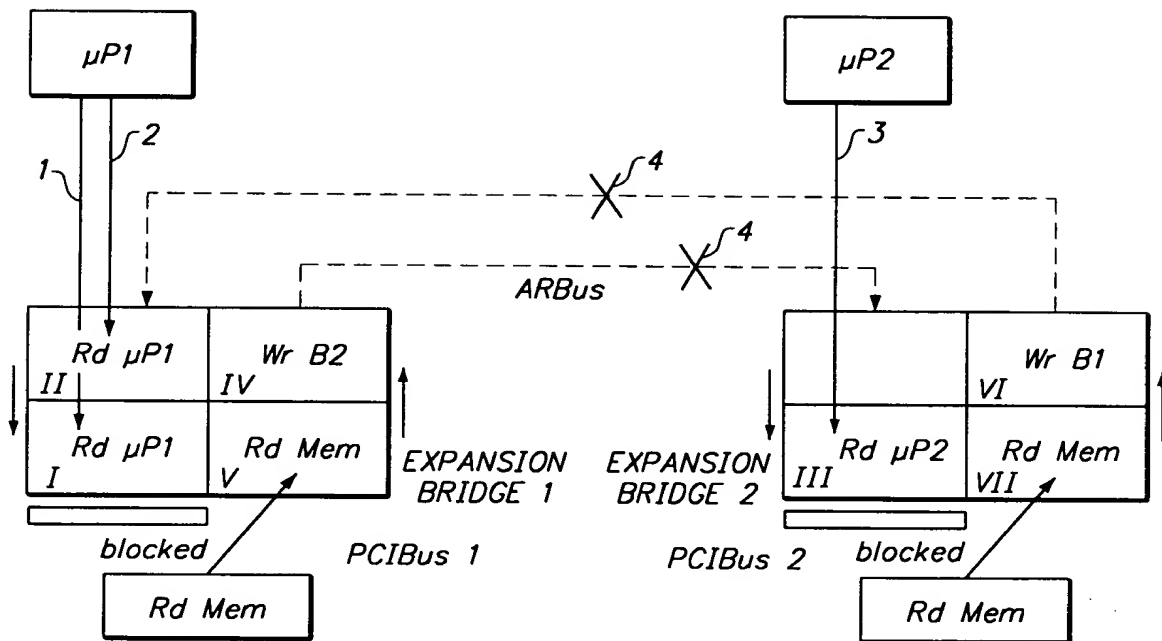 µP1
µP2
1
2
3
4
4
ARBus
Rd µP1
II
Wr B2
IV
Rd µP1
I
Rd Mem
V
EXPANSION
BRIDGE 1
EXPANSION
BRIDGE 2
Wr B1
VI
Rd µP2
III
Rd Mem
VII
blocked
PCIBus 1
PCIBus 2
blocked
Rd Mem
Rd Mem